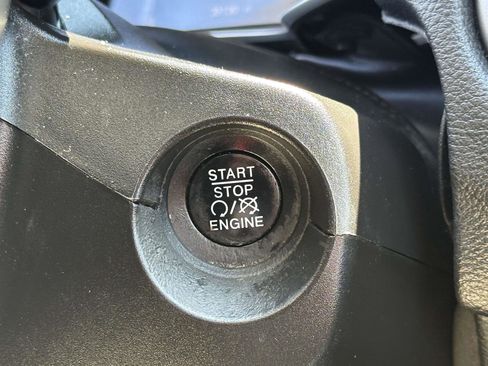 START
STOP
/
ENGINE